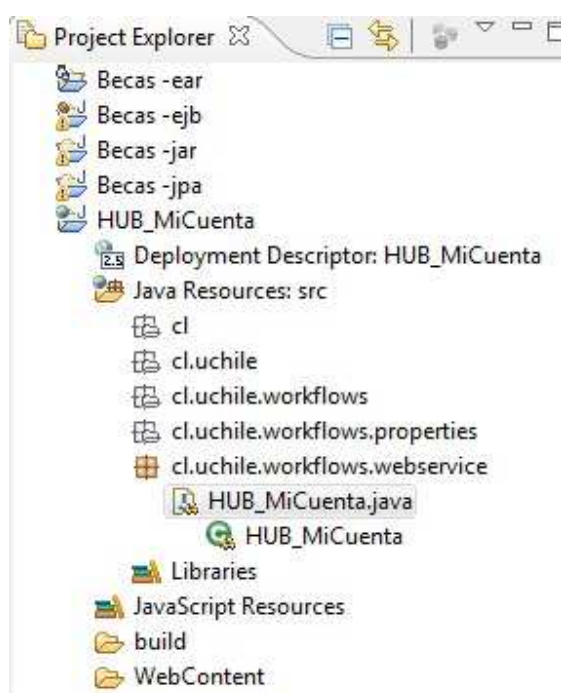 Project Explorer
Becas -ear
Becas -ejb
Becas -jar
Becas -jpa
HUB_MiCuenta
2.5 Deployment Descriptor: HUB_MiCuenta
Java Resources: src
cl
cl.uchile
cl.uchile.workflows
cl.uchile.workflows.properties
cl.uchile.workflows.webservice
HUB_MiCuenta.java
HUB_MiCuenta
Libraries
JavaScript Resources
build
WebContent